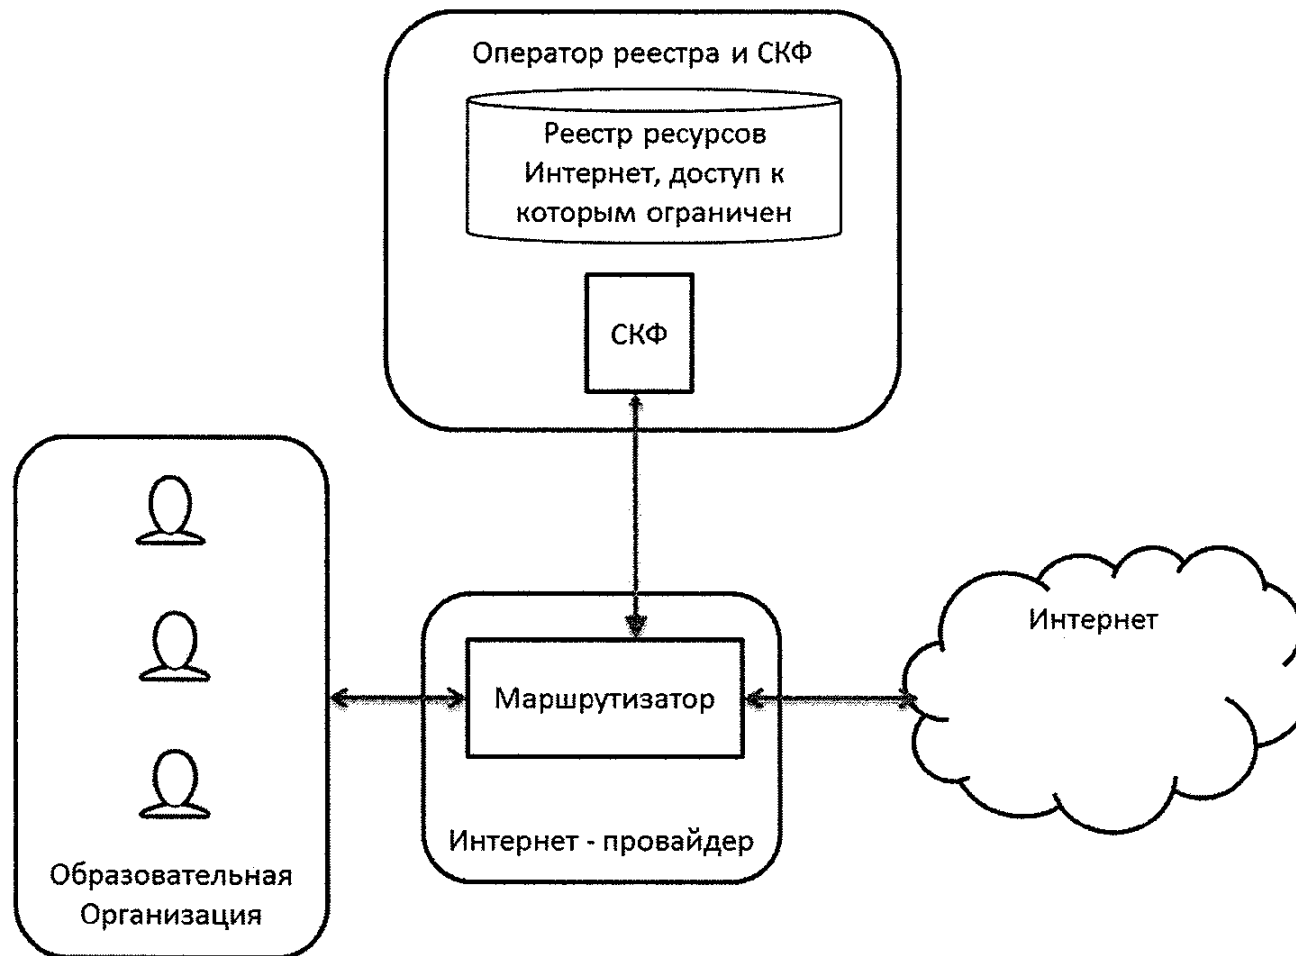 Оператор реестра и СКФ
Реестр ресурсов
Интернет, доступ к
которым ограничен
СКФ
Интернет
Маршрутизатор
Интернет - провайдер
Образовательная
Организация